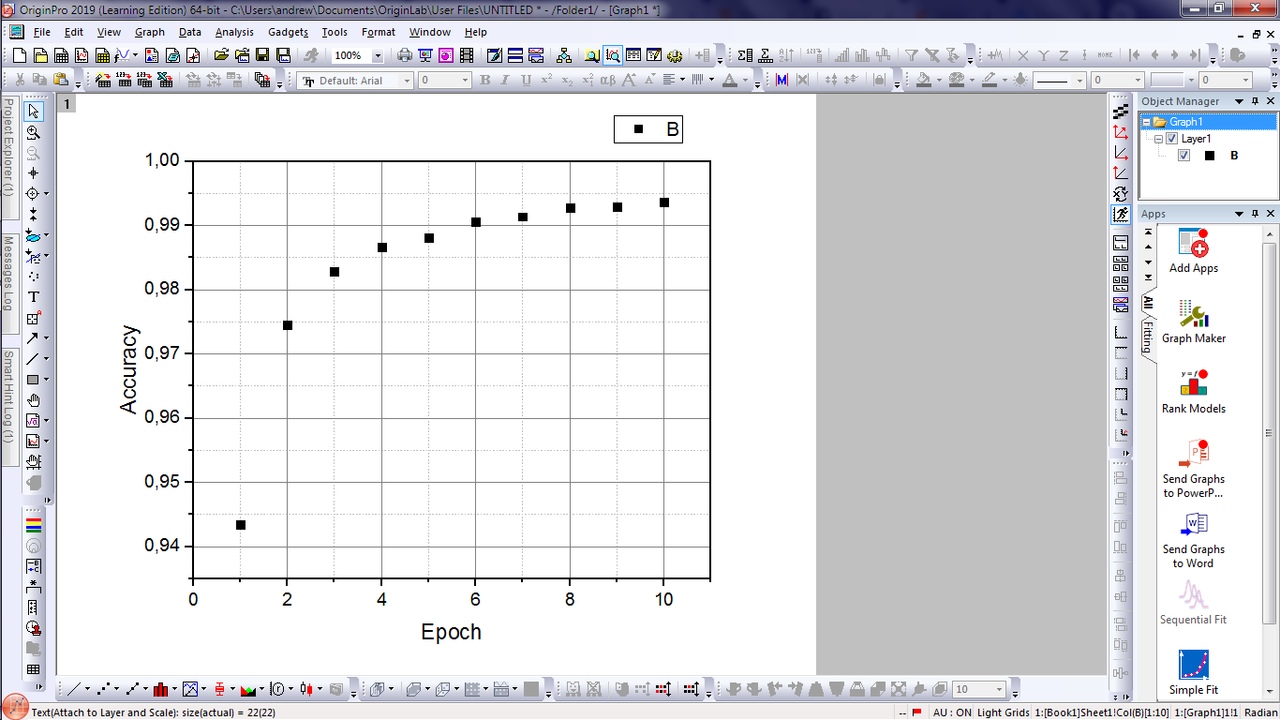 OriginPro 2019 (Learning Edition) 64-bit - C:\Users\andrew\Documents\OriginLab\User Files\UNTITLED * - /Folder1/ - [Graph1 *]
File Edit View Graph Data Analysis Gadgets Tools Format Window Help
100%
Default: Arial 0 B I U
0 0
Project Explorer (1)
Messages Log
Smart Hint Log (1)
1
B
1,00
0,99
0,98
0,97
0,96
0,95
0,94
Accuracy
0 2 4 6 8 10
Epoch
Object Manager
Graph1
Layer1
B
Apps
All
Fitting
Add Apps
Graph Maker
y = f
Rank Models
Send Graphs
to PowerP...
Send Graphs
to Word
Sequential Fit
Simple Fit
10
Text(Attach to Layer and Scale): size(actual) = 22(22)
-- AU : ON Light Grids 1:[Book1]Sheet1!Col(B)[1:10] 1:[Graph1]1!1 Radian